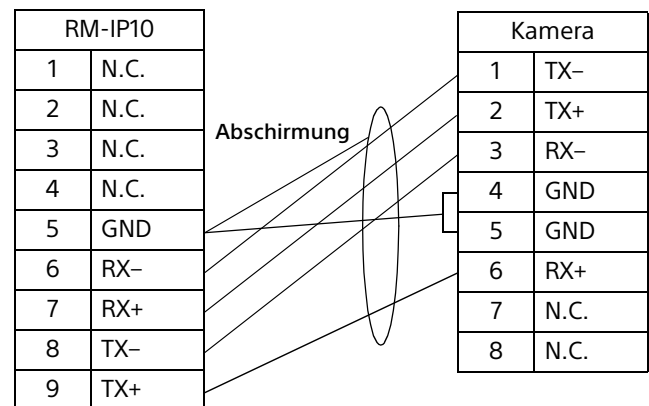 RM-IP10
1 N.C.
2 N.C.
3 N.C.
4 N.C.
5 GND
6 RX–
7 RX+
8 TX–
9 TX+
Abschirmung
Kamera
1 TX–
2 TX+
3 RX–
4 GND
5 GND
6 RX+
7 N.C.
8 N.C.